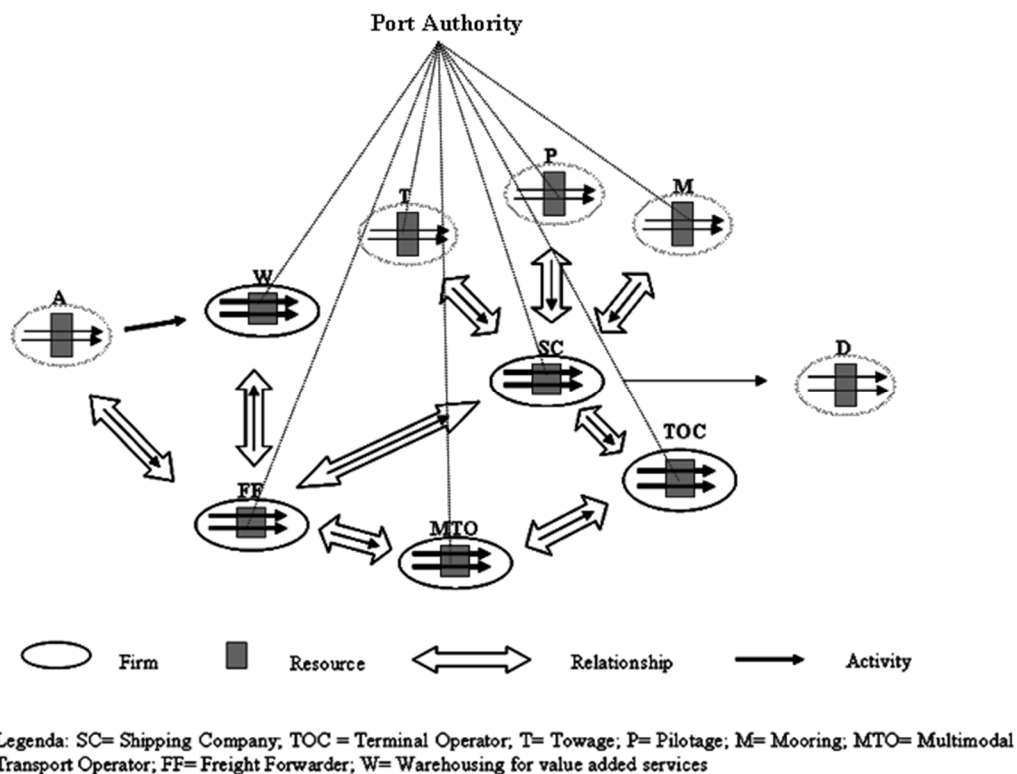 Port Authority
P
M
T
W
A
SC
D
TOC
FF
MTO
Firm
Resource
Relationship
Activity
Legenda: SC= Shipping Company; TOC = Terminal Operator; T= Towage; P= Pilotage; M= Mooring; MTO= Multimodal
Transport Operator; FF= Freight Forwarder; W= Warehousing for value added services